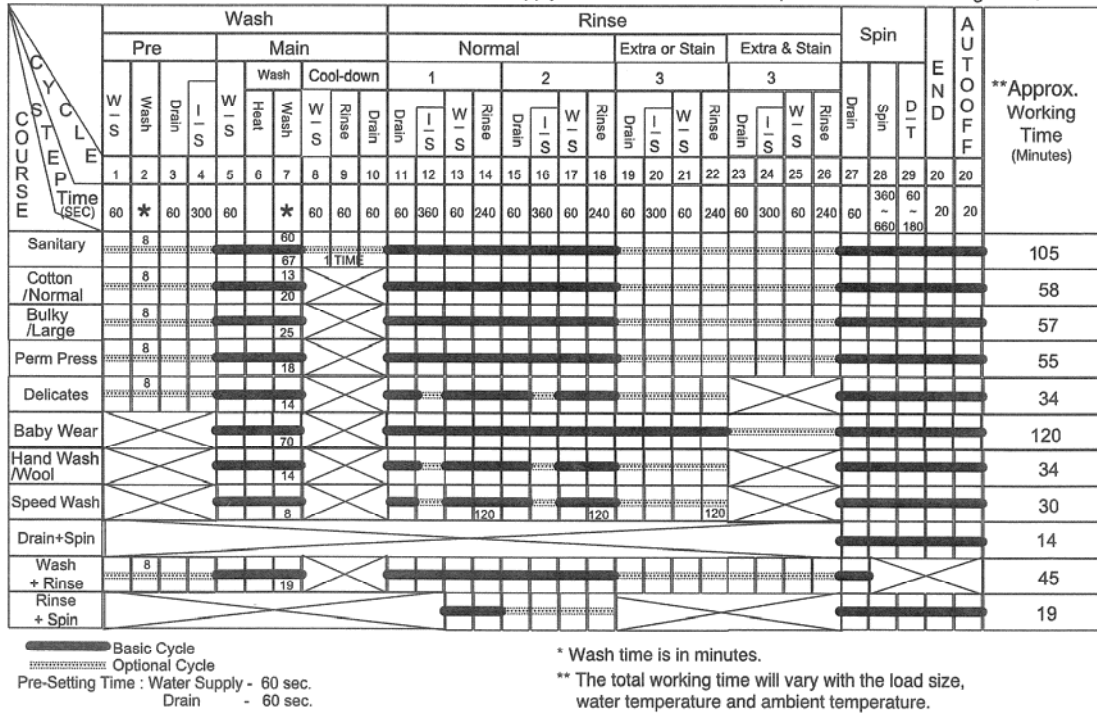 Wash Rinse Spin END AUTO OFF **Approx. Working Time (Minutes)
Pre Main Normal Extra or Stain Extra & Stain
Wash Cool-down 1 2 3 3
COURSE CYCLE STEP Time (SEC)
W-S Wash Drain I-S W-S Heat Wash W-S Rinse Drain Drain I-S W-S Rinse Drain I-S W-S Rinse Drain I-S W-S Rinse Drain I-S W-S Rinse Drain Spin D-T
1 2 3 4 5 6 7 8 9 10 11 12 13 14 15 16 17 18 19 20 21 22 23 24 25 26 27 28 29 20 20
60 * 60 300 60 * 60 60 60 60 360 60 240 60 360 60 240 60 300 60 240 60 300 60 240 60 360 ~ 660 60 ~ 180 20 20
Sanitary 8 60 67 1 TIME 105
Cotton /Normal 8 13 20 58
Bulky /Large 8 25 57
Perm Press 8 18 55
Delicates 8 14 34
Baby Wear 70 120
Hand Wash /Wool 14 34
Speed Wash 8 120 120 120 30
Drain+Spin 14
Wash + Rinse 8 19 45
Rinse + Spin 19
Basic Cycle
Optional Cycle
Pre-Setting Time : Water Supply - 60 sec.
Drain - 60 sec.
* Wash time is in minutes.
** The total working time will vary with the load size,
water temperature and ambient temperature.